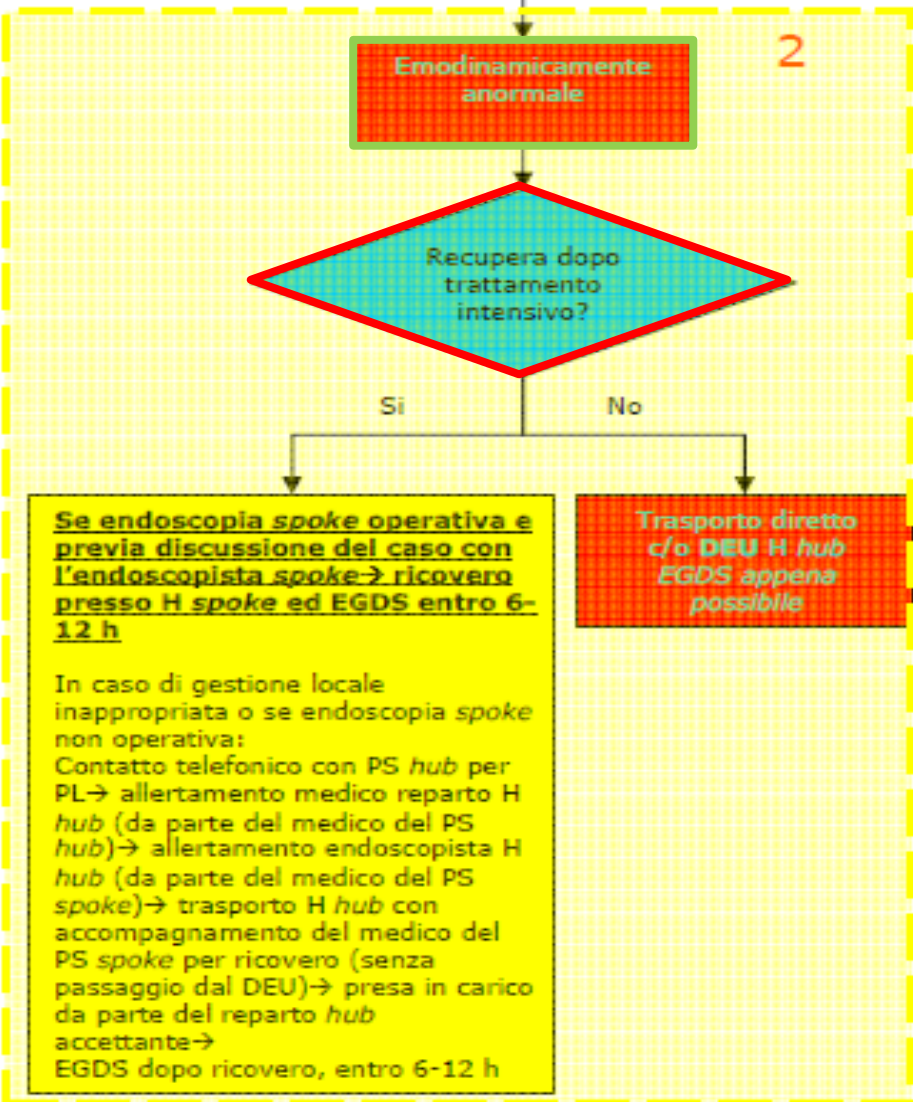 2
Emodinamicamente
anormale
Recupera dopo
trattamento
intensivo?
Si
No
Se endoscopia spoke operativa e
previa discussione del caso con
l'endoscopista spoke→ ricovero
presso H spoke ed EGDS entro 6-
12 h
In caso di gestione locale
inappropriata o se endoscopia spoke
non operativa:
Contatto telefonico con PS hub per
PL→ allertamento medico reparto H
hub (da parte del medico del PS
hub)→ allertamento endoscopista H
hub (da parte del medico del PS
spoke)→ trasporto H hub con
accompagnamento del medico del
PS spoke per ricovero (senza
passaggio dal DEU)→ presa in carico
da parte del reparto hub
accettante→
EGDS dopo ricovero, entro 6-12 h
Trasporto diretto
c/o DEU H hub
EGDS appena
possibile